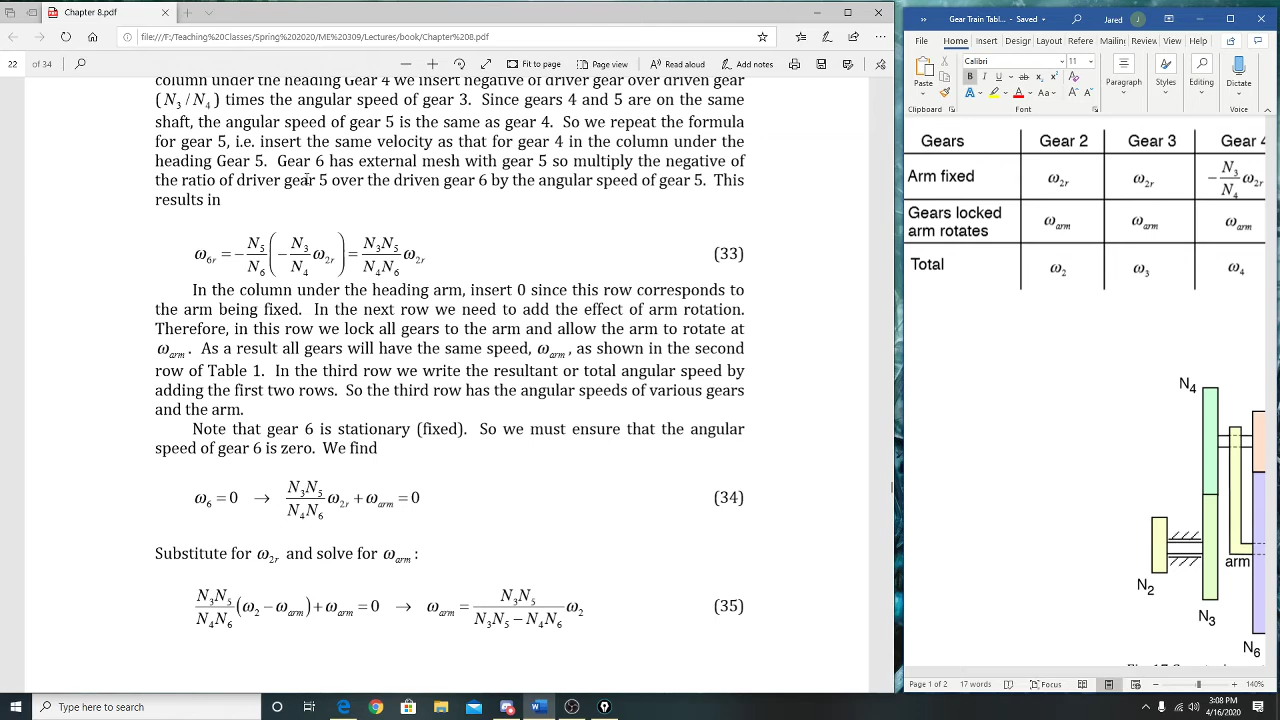 Chapter 8.pdf
file:///F:/Teaching%20Classes/Spring%202020/ME%20309/Lectures/book/Chapter%208.pdf
22 of 34
Fit to page
Page view
Read aloud
Add notes
column under the heading Gear 4 we insert negative of driver gear over driven gear
( N₃ / N₄ ) times the angular speed of gear 3. Since gears 4 and 5 are on the same
shaft, the angular speed of gear 5 is the same as gear 4. So we repeat the formula
for gear 5, i.e. insert the same velocity as that for gear 4 in the column under the
heading Gear 5. Gear 6 has external mesh with gear 5 so multiply the negative of
the ratio of driver gear 5 over the driven gear 6 by the angular speed of gear 5. This
results in
ω₆ᵣ = −N₅/N₆ (−N₃/N₄ ω₂ᵣ) = N₃N₅/N₄N₆ ω₂ᵣ (33)
In the column under the heading arm, insert 0 since this row corresponds to
the arm being fixed. In the next row we need to add the effect of arm rotation.
Therefore, in this row we lock all gears to the arm and allow the arm to rotate at
ω_arm. As a result all gears will have the same speed, ω_arm, as shown in the second
row of Table 1. In the third row we write the resultant or total angular speed by
adding the first two rows. So the third row has the angular speeds of various gears
and the arm.
Note that gear 6 is stationary (fixed). So we must ensure that the angular
speed of gear 6 is zero. We find
ω₆ = 0 → N₃N₅/N₄N₆ ω₂ᵣ + ω_arm = 0 (34)
Substitute for ω₂ᵣ and solve for ω_arm :
N₃N₅/N₄N₆ (ω₂ − ω_arm) + ω_arm = 0 → ω_arm = N₃N₅/(N₃N₅ − N₄N₆) ω₂ (35)
Gear Train Tabl... - Saved
Jared
J
File Home Insert Design Layout Refere Mailing Review View
Calibri 11
Paste
Paragraph
Styles
Editing
Dictate
Clipboard
Font
Voice
Gears Gear 2 Gear 3 Gear 4
Arm fixed ω₂ᵣ ω₂ᵣ −N₃/N₄ ω₂ᵣ
Gears locked
arm rotates ω_arm ω_arm ω_arm
Total ω₂ ω₃ ω₄
N₄
arm
N₂
N₃
N₆
Page 1 of 2 17 words Focus 140%
Type here to search
3:08 PM
4/16/2020